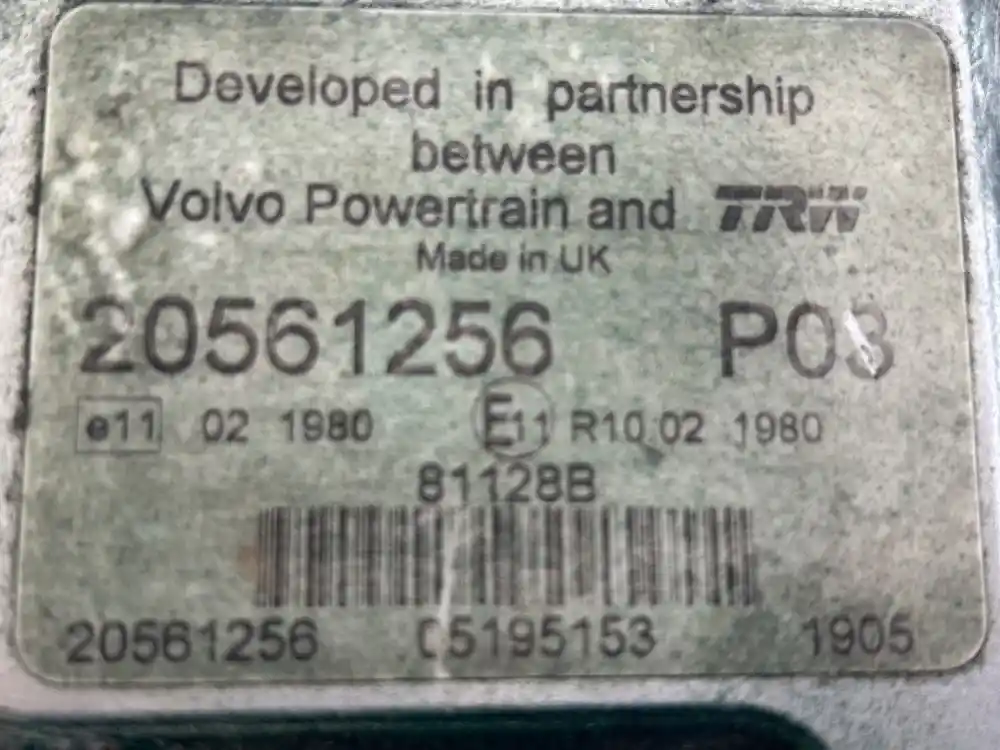 Developed in partnership
between
Volvo Powertrain and TRW
Made in UK
20561256 P03
e11 02 1980 E11 R10 02 1980
81128B
20561256 C5195153 1905